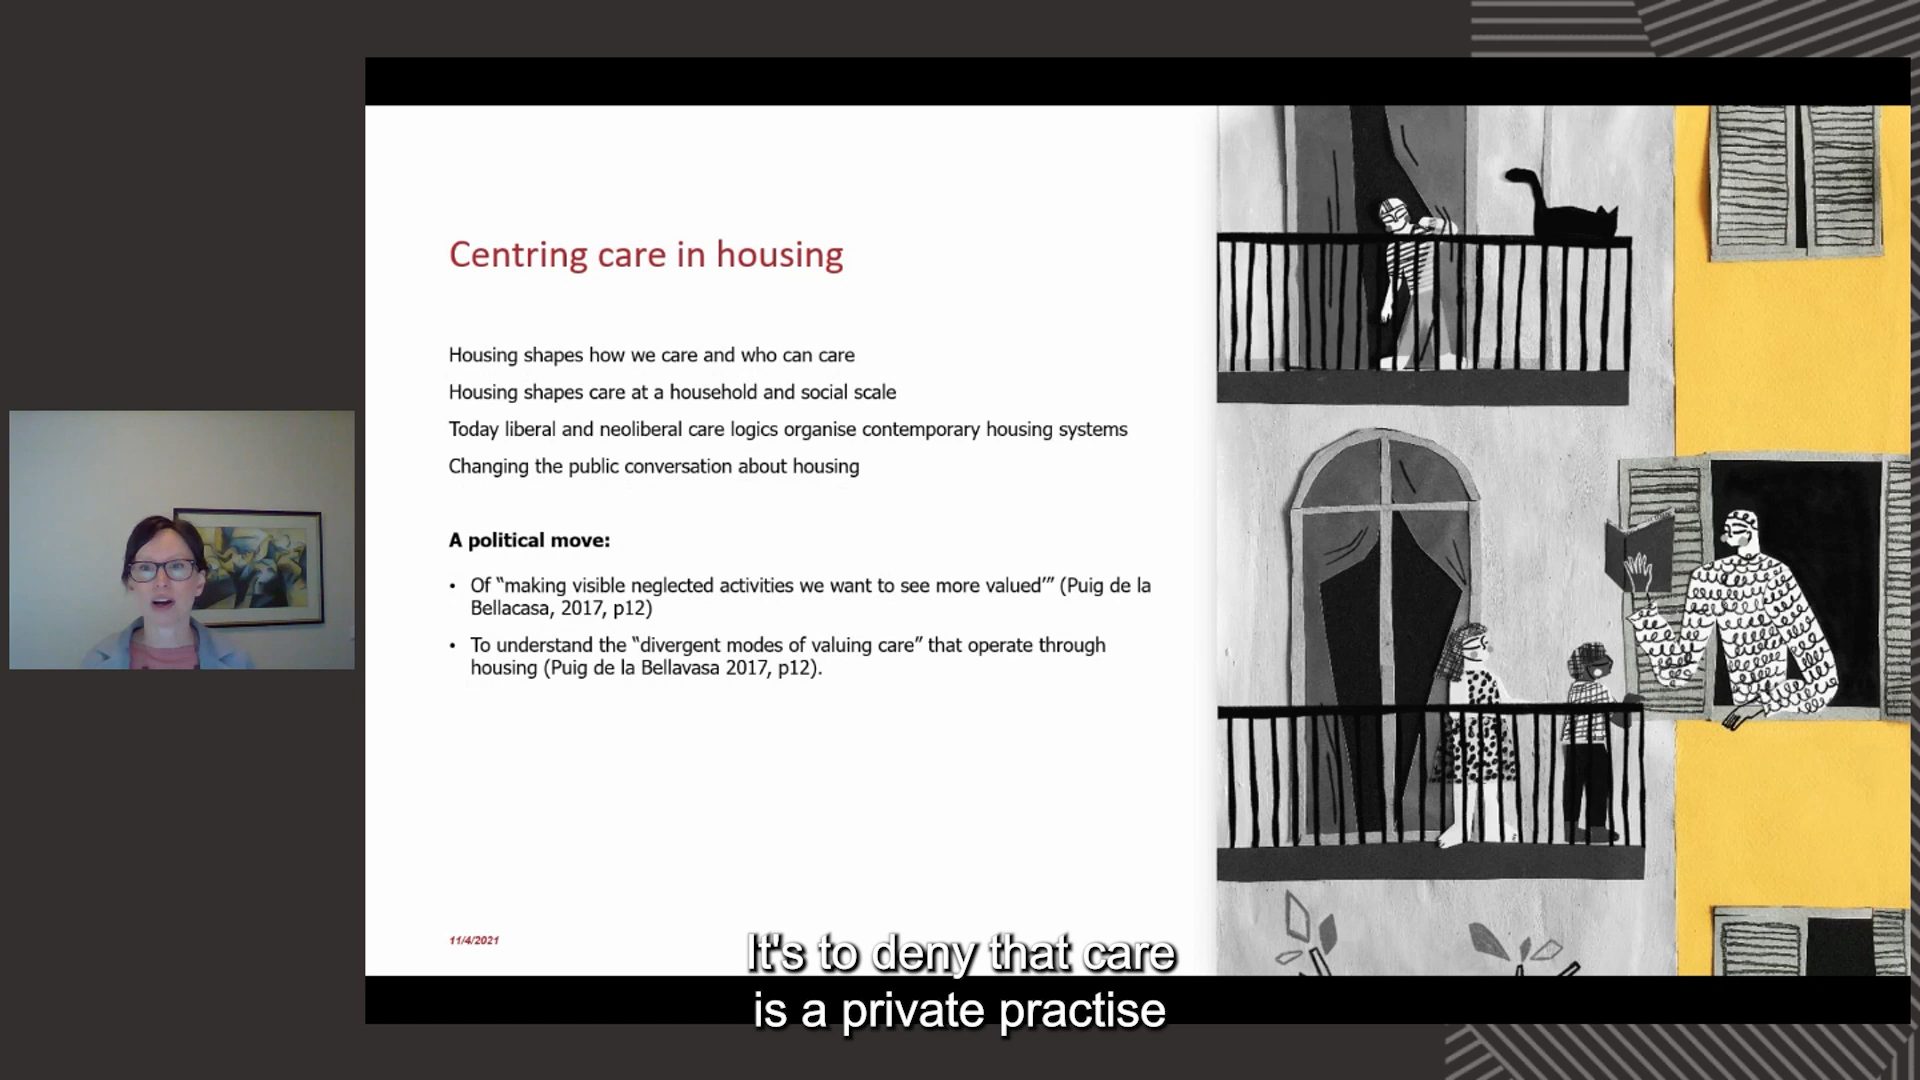 Centring care in housing
Housing shapes how we care and who can care
Housing shapes care at a household and social scale
Today liberal and neoliberal care logics organise contemporary housing systems
Changing the public conversation about housing
A political move:
• Of “making visible neglected activities we want to see more valued’” (Puig de la
Bellacasa, 2017, p12)
• To understand the “divergent modes of valuing care” that operate through
housing (Puig de la Bellavasa 2017, p12).
11/4/2021
It's to deny that care
is a private practise